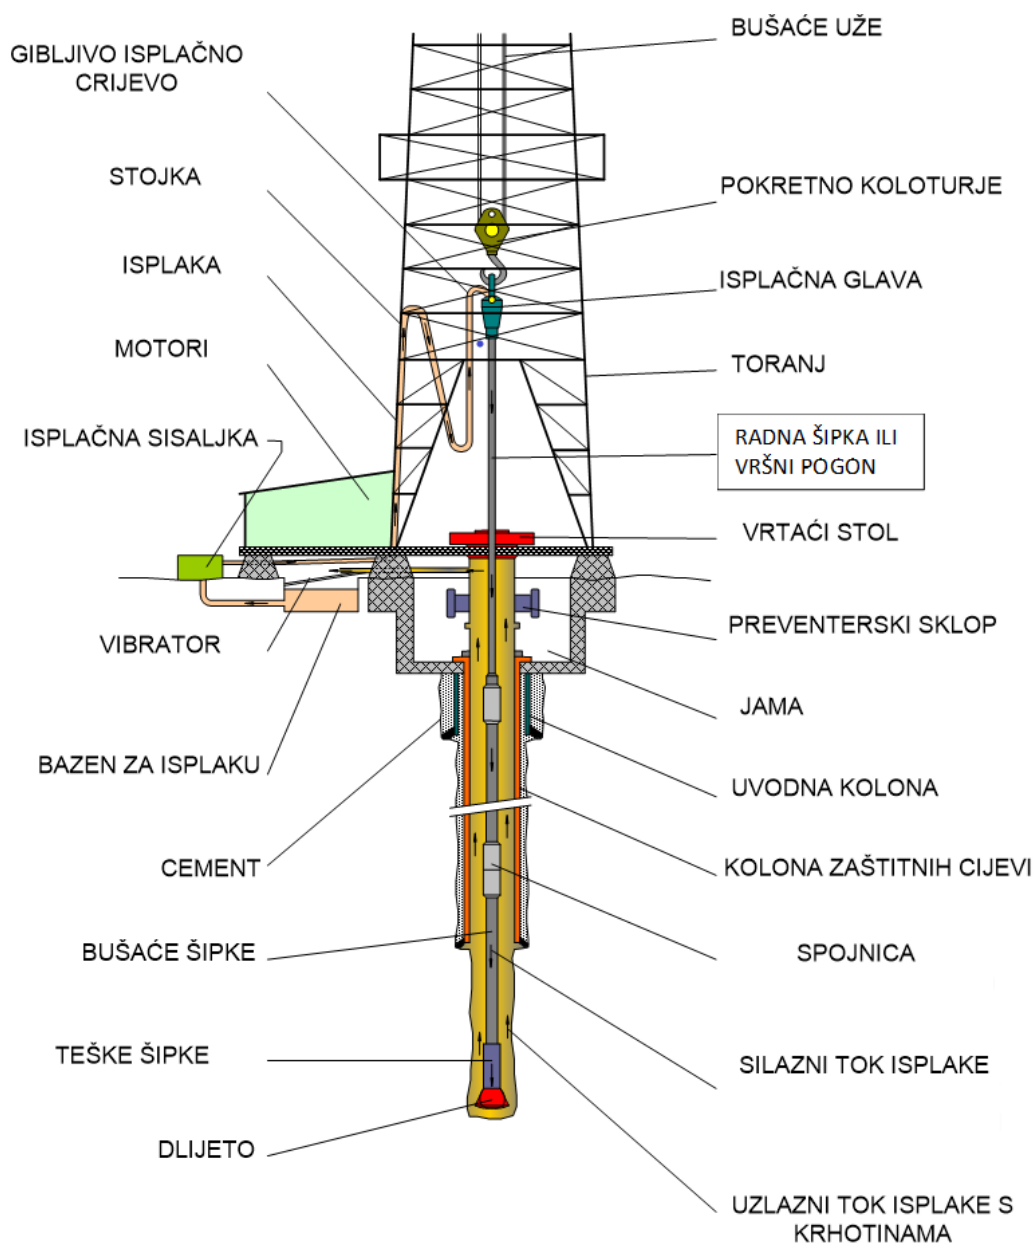 BUŠAĆE UŽE
GIBLJIVO ISPLAČNO
CRIJEVO
STOJKA
POKRETNO KOLOTURJE
ISPLAKA
ISPLAČNA GLAVA
MOTORI
TORANJ
ISPLAČNA SISALJKA
RADNA ŠIPKA ILI
VRŠNI POGON
VRTAĆI STOL
VIBRATOR
PREVENTERSKI SKLOP
JAMA
BAZEN ZA ISPLAKU
UVODNA KOLONA
CEMENT
KOLONA ZAŠTITNIH CIJEVI
BUŠAĆE ŠIPKE
SPOJNICA
TEŠKE ŠIPKE
SILAZNI TOK ISPLAKE
DLIJETO
UZLAZNI TOK ISPLAKE S
KRHOTINAMA